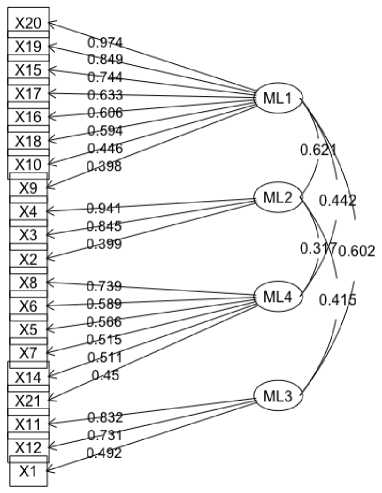 X20
0.974
X19
0.849
X15
0.744
X17
0.633
ML1
X16
0.606
X18
0.594
X10
0.446
0.621
X9
0.398
ML2
0.442
X4
0.941
X3
0.845
X2
0.399
0.317
0.602
X8
0.739
X6
0.589
ML4
0.415
X5
0.566
X7
0.515
X14
0.511
X21
0.45
ML3
X11
0.832
X12
0.731
X1
0.492